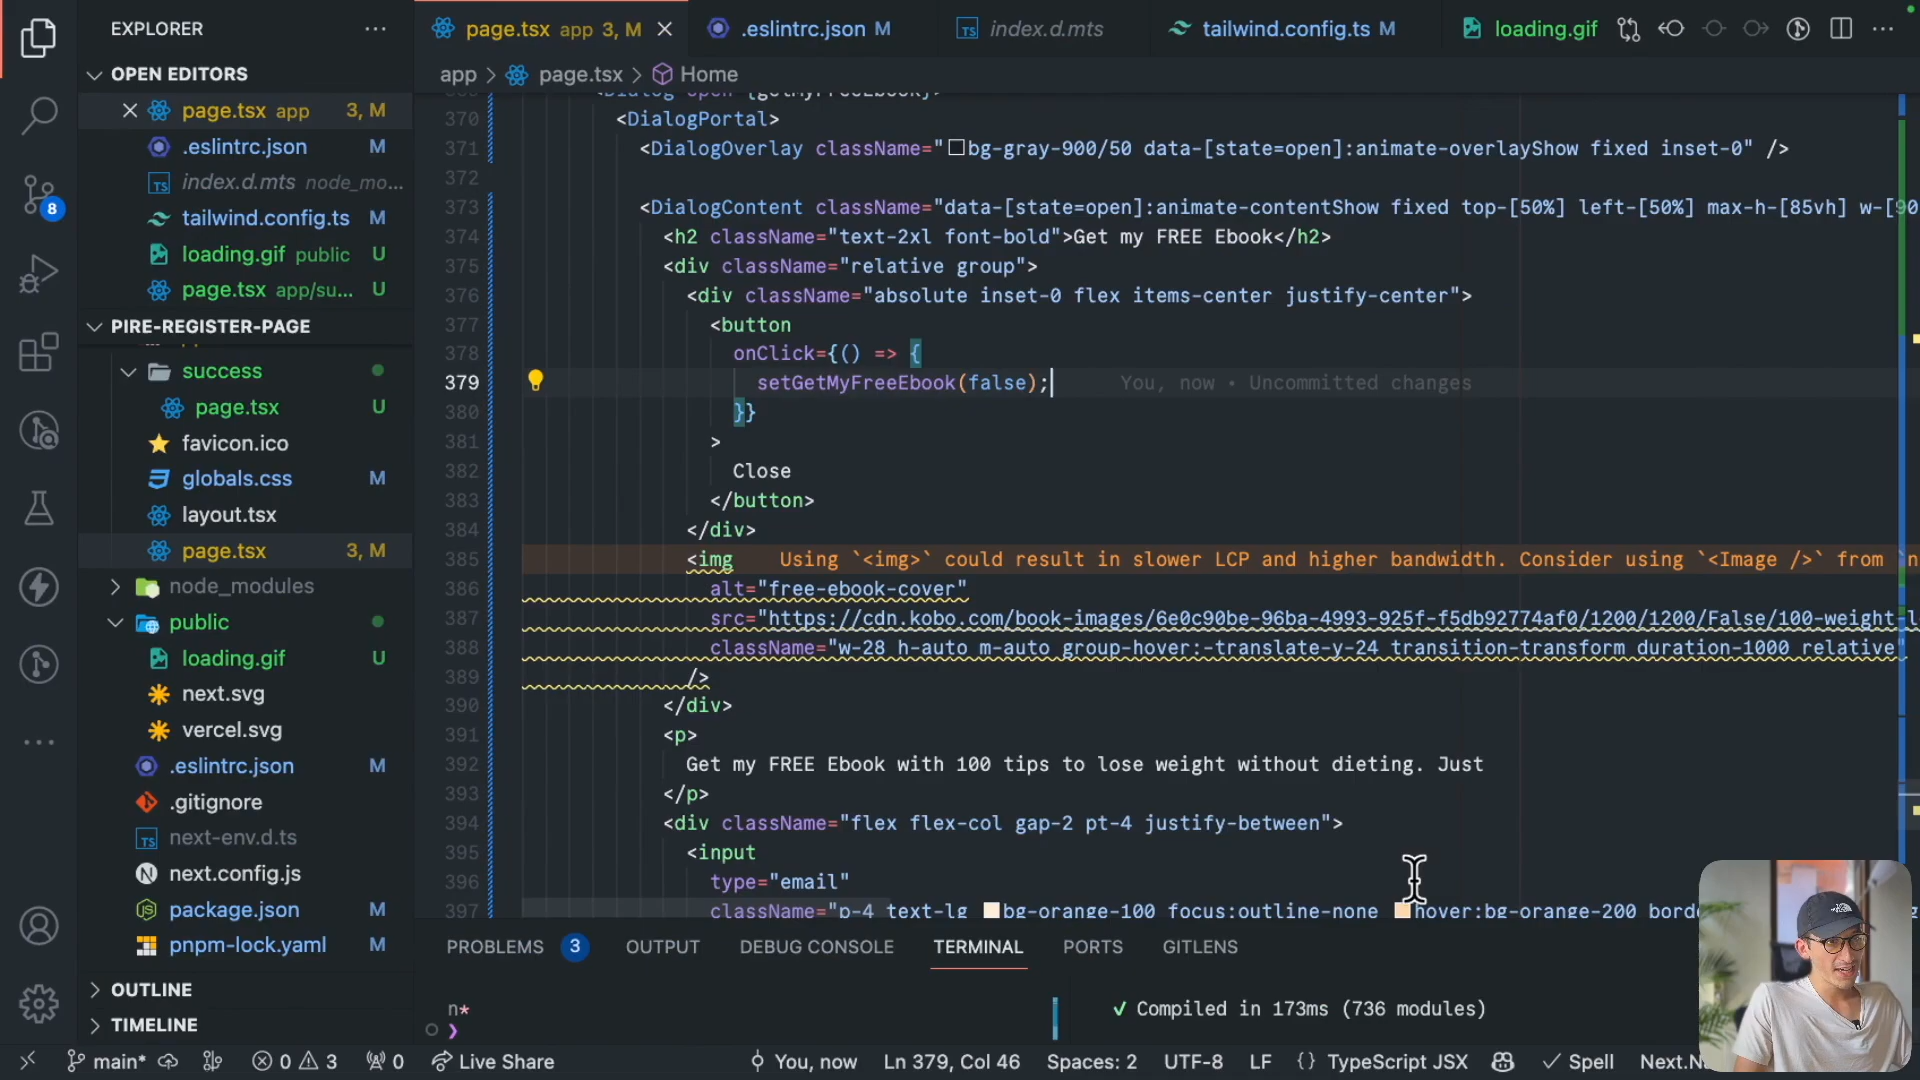 EXPLORER
OPEN EDITORS
page.tsx app 3, M
.eslintrc.json M
index.d.mts node_mo...
tailwind.config.ts M
loading.gif public U
page.tsx app/su... U
PIRE-REGISTER-PAGE
success
page.tsx U
favicon.ico
globals.css M
layout.tsx
page.tsx 3, M
node_modules
public
loading.gif U
next.svg
vercel.svg
.eslintrc.json M
.gitignore
next-env.d.ts
next.config.js
package.json M
pnpm-lock.yaml M
OUTLINE
TIMELINE
8
page.tsx app 3, M
.eslintrc.json M
index.d.mts
tailwind.config.ts M
loading.gif
app > page.tsx > Home
<Dialog open={getMyFreeEbook}>
370 <DialogPortal>
371 <DialogOverlay className="bg-gray-900/50 data-[state=open]:animate-overlayShow fixed inset-0" />
372
373 <DialogContent className="data-[state=open]:animate-contentShow fixed top-[50%] left-[50%] max-h-[85vh] w-[90
374 <h2 className="text-2xl font-bold">Get my FREE Ebook</h2>
375 <div className="relative group">
376 <div className="absolute inset-0 flex items-center justify-center">
377 <button
378 onClick={() => {
379 setGetMyFreeEbook(false); You, now • Uncommitted changes
380 }}
381 >
382 Close
383 </button>
384 </div>
385 <img Using `<img>` could result in slower LCP and higher bandwidth. Consider using `<Image />` from `n
386 alt="free-ebook-cover"
387 src="https://cdn.kobo.com/book-images/6e0c90be-96ba-4993-925f-f5db92774af0/1200/1200/False/100-weight-l
388 className="w-28 h-auto m-auto group-hover:-translate-y-24 transition-transform duration-1000 relative"
389 />
390 </div>
391 <p>
392 Get my FREE Ebook with 100 tips to lose weight without dieting. Just
393 </p>
394 <div className="flex flex-col gap-2 pt-4 justify-between">
395 <input
396 type="email"
397 className="p-4 text-lg bg-orange-100 focus:outline-none hover:bg-orange-200 borde
PROBLEMS 3 OUTPUT DEBUG CONSOLE TERMINAL PORTS GITLENS
n*
❯
✓ Compiled in 173ms (736 modules)
main* 0 3 0 Live Share You, now Ln 379, Col 46 Spaces: 2 UTF-8 LF {} TypeScript JSX Spell Next.Na